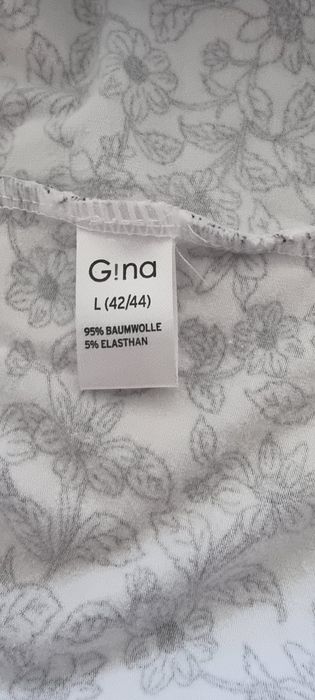 G!na
L (42/44)
95% BAUMWOLLE
5% ELASTHAN